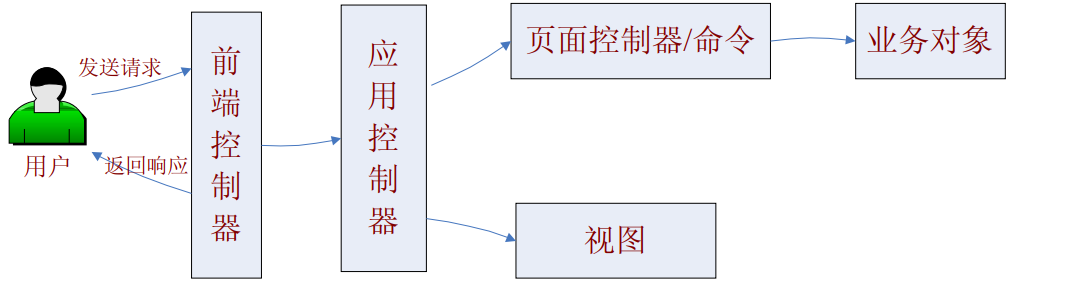 发送请求
用户
返回响应
前端控制器
应用控制器
页面控制器/命令
业务对象
视图